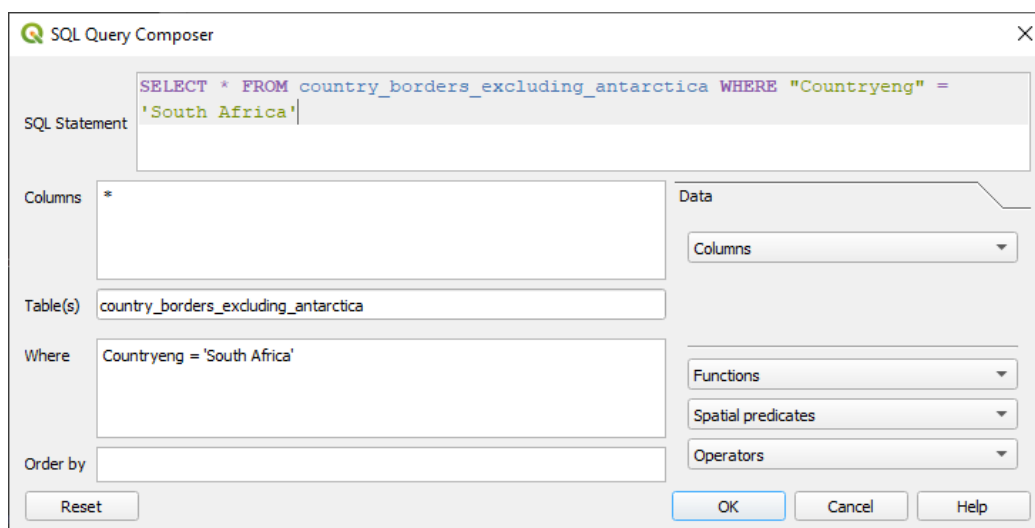 SQL Query Composer
SELECT * FROM country_borders_excluding_antarctica WHERE "Countryeng" =
'South Africa'
SQL Statement
Columns
*
Data
Columns
Table(s)
country_borders_excluding_antarctica
Where
Countryeng = 'South Africa'
Functions
Spatial predicates
Operators
Order by
Reset
OK
Cancel
Help